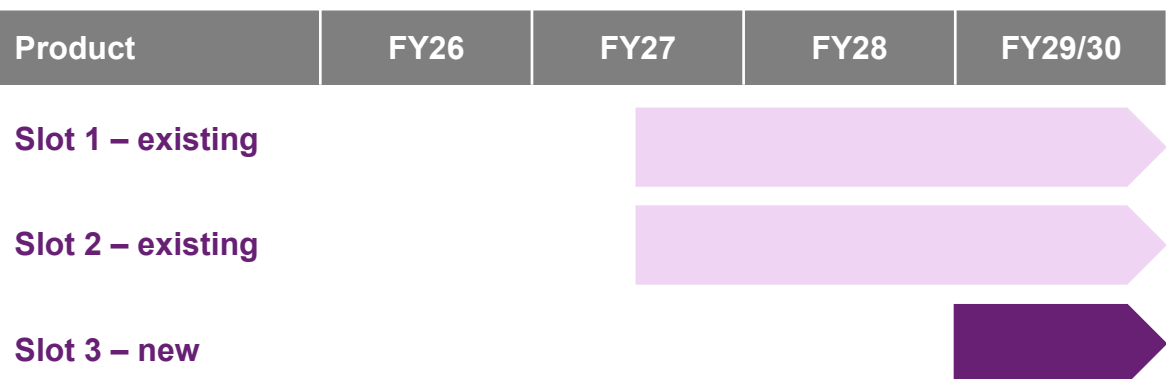 Product FY26 FY27 FY28 FY29/30
Slot 1 – existing
Slot 2 – existing
Slot 3 – new